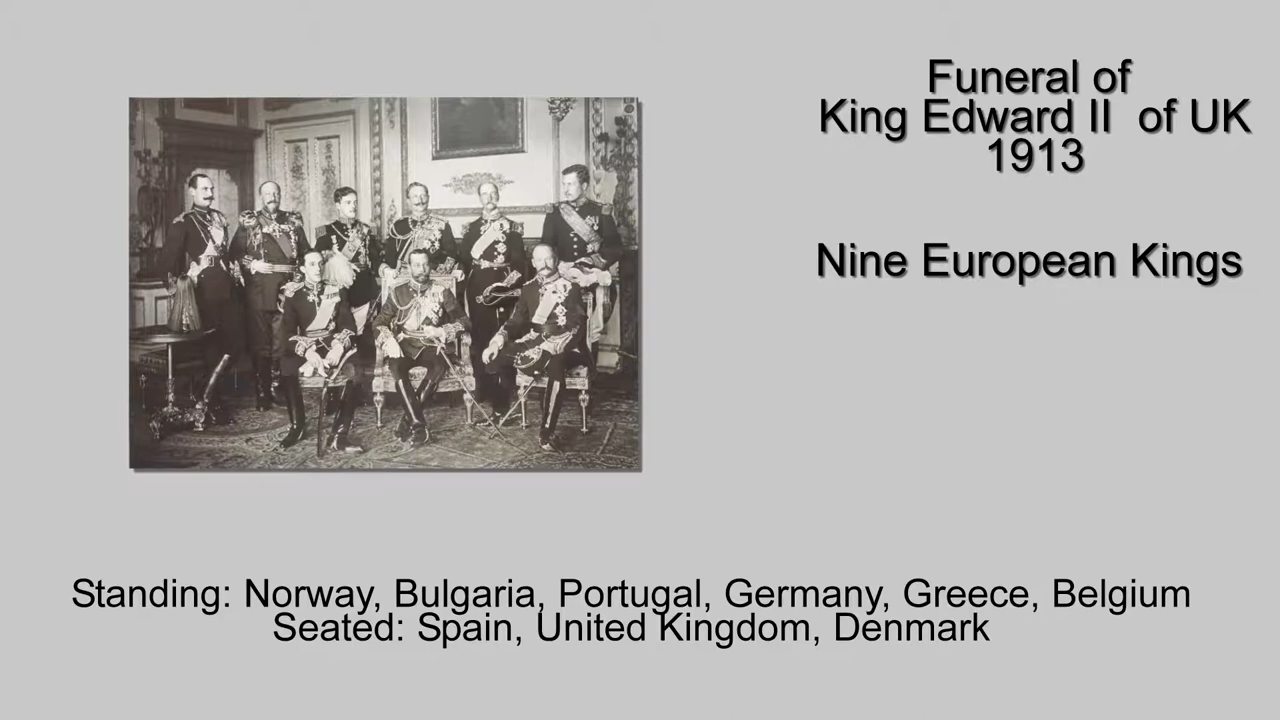 Funeral of
King Edward II of UK
1913
Nine European Kings
Standing: Norway, Bulgaria, Portugal, Germany, Greece, Belgium
Seated: Spain, United Kingdom, Denmark